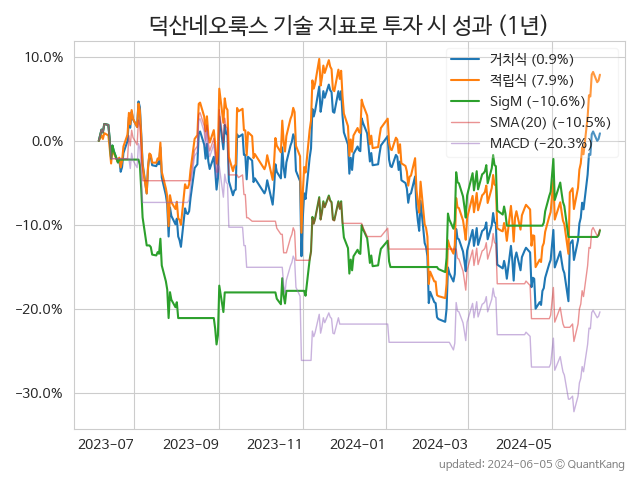 덕산네오룩스 기술 지표로 투자 시 성과 (1년)
거치식 (0.9%)
적립식 (7.9%)
SigM (−10.6%)
SMA(20) (−10.5%)
MACD (−20.3%)
10.0%
0.0%
−10.0%
−20.0%
−30.0%
2023-07 2023-09 2023-11 2024-01 2024-03 2024-05
updated: 2024-06-05 © QuantKang